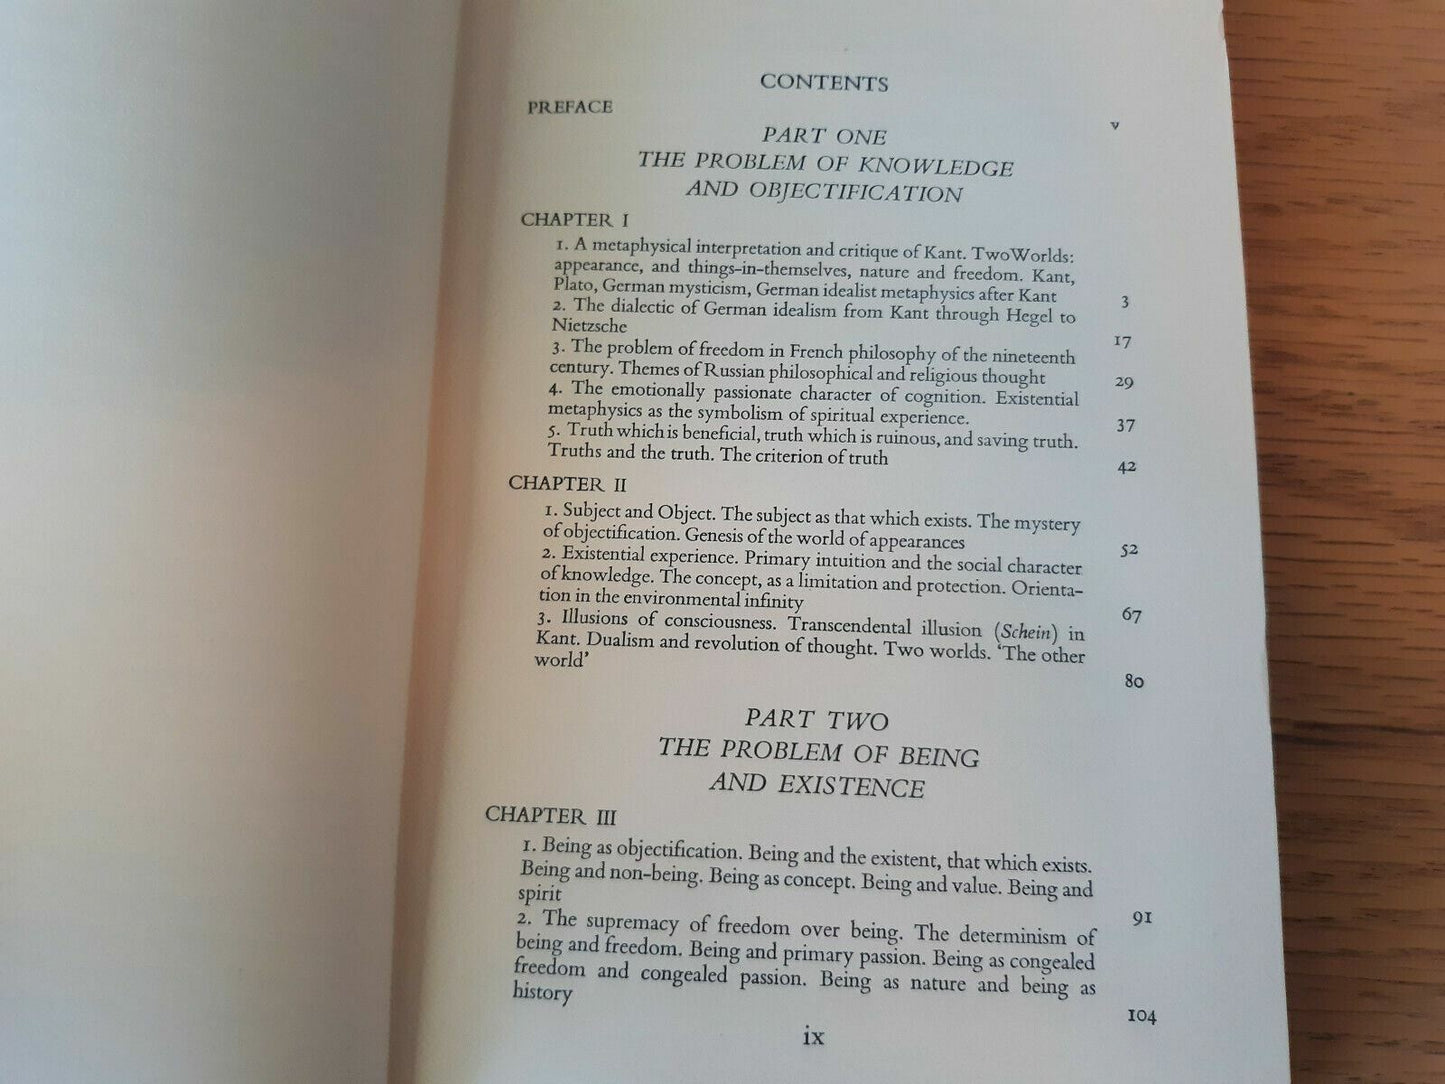 CONTENTS
PREFACE v
PART ONE
THE PROBLEM OF KNOWLEDGE
AND OBJECTIFICATION
CHAPTER I
1. A metaphysical interpretation and critique of Kant. Two Worlds:
appearance, and things-in-themselves, nature and freedom. Kant,
Plato, German mysticism, German idealist metaphysics after Kant 3
2. The dialectic of German idealism from Kant through Hegel to
Nietzsche 17
3. The problem of freedom in French philosophy of the nineteenth
century. Themes of Russian philosophical and religious thought 29
4. The emotionally passionate character of cognition. Existential
metaphysics as the symbolism of spiritual experience. 37
5. Truth which is beneficial, truth which is ruinous, and saving truth.
Truths and the truth. The criterion of truth 42
CHAPTER II
1. Subject and Object. The subject as that which exists. The mystery
of objectification. Genesis of the world of appearances 52
2. Existential experience. Primary intuition and the social character
of knowledge. The concept, as a limitation and protection. Orienta-
tion in the environmental infinity 67
3. Illusions of consciousness. Transcendental illusion (Schein) in
Kant. Dualism and revolution of thought. Two worlds. 'The other
world' 80
PART TWO
THE PROBLEM OF BEING
AND EXISTENCE
CHAPTER III
1. Being as objectification. Being and the existent, that which exists.
Being and non-being. Being as concept. Being and value. Being and
spirit 91
2. The supremacy of freedom over being. The determinism of
being and freedom. Being and primary passion. Being as congealed
freedom and congealed passion. Being as nature and being as
history 104
ix